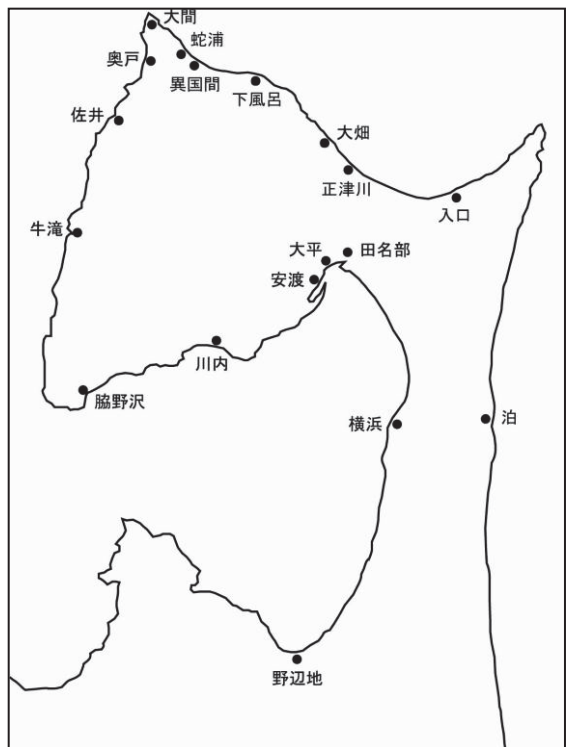 大間
蛇浦
奥戸
異国間
下風呂
佐井
大畑
正津川
入口
牛滝
大平
田名部
安渡
川内
脇野沢
横浜
泊
野辺地